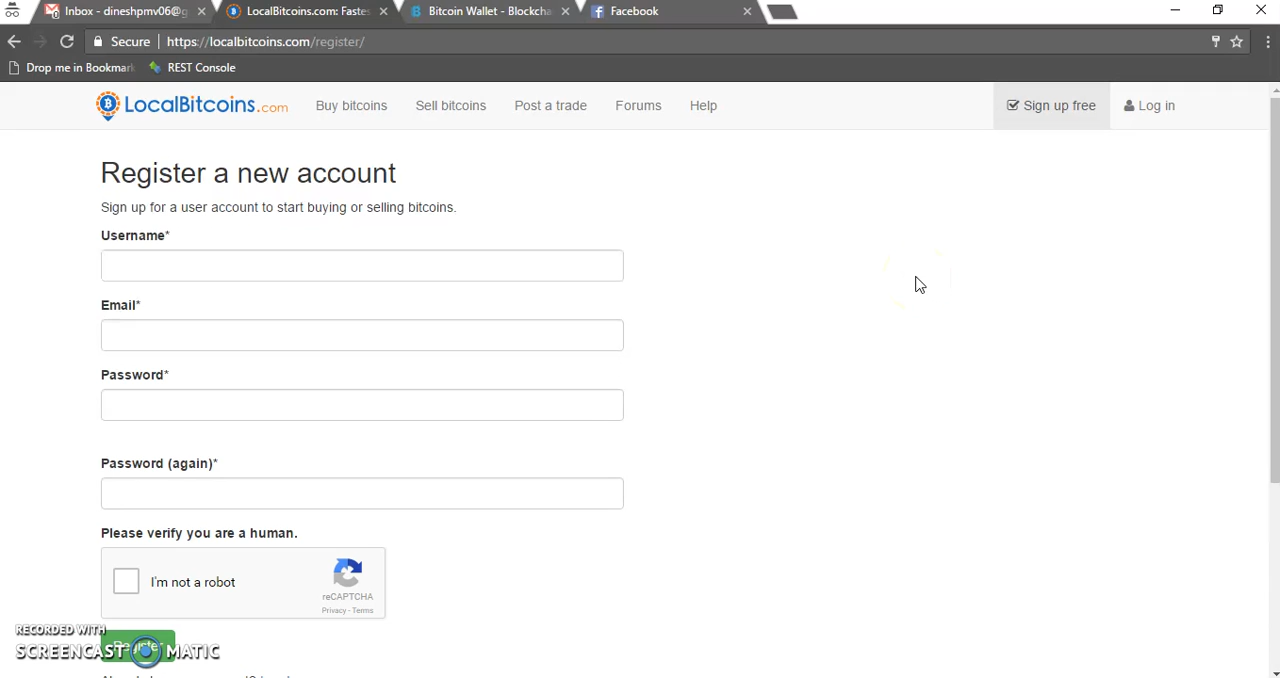 Inbox - dineshpmv06@g
LocalBitcoins.com: Fastes
Bitcoin Wallet - Blockcha
Facebook
Secure
https://localbitcoins.com/register/
Drop me in Bookmar
REST Console
LocalBitcoins.com
Buy bitcoins
Sell bitcoins
Post a trade
Forums
Help
Sign up free
Log in
Register a new account
Sign up for a user account to start buying or selling bitcoins.
Username*
Email*
Password*
Password (again)*
Please verify you are a human.
I'm not a robot
reCAPTCHA
Privacy - Terms
Register
RECORDED WITH
SCREENCAST MATIC